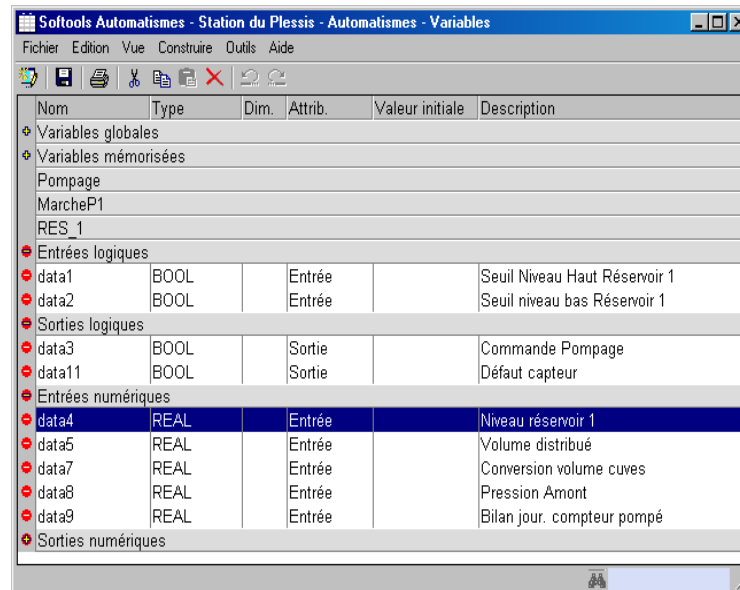 Softools Automatismes - Station du Plessis - Automatismes - Variables
Fichier Edition Vue Construire Outils Aide
Nom Type Dim. Attrib. Valeur initiale Description
Variables globales
Variables mémorisées
Pompage
MarcheP1
RES_1
Entrées logiques
data1 BOOL Entrée Seuil Niveau Haut Réservoir 1
data2 BOOL Entrée Seuil niveau bas Réservoir 1
Sorties logiques
data3 BOOL Sortie Commande Pompage
data11 BOOL Sortie Défaut capteur
Entrées numériques
data4 REAL Entrée Niveau réservoir 1
data5 REAL Entrée Volume distribué
data7 REAL Entrée Conversion volume cuves
data8 REAL Entrée Pression Amont
data9 REAL Entrée Bilan jour. compteur pompé
Sorties numériques